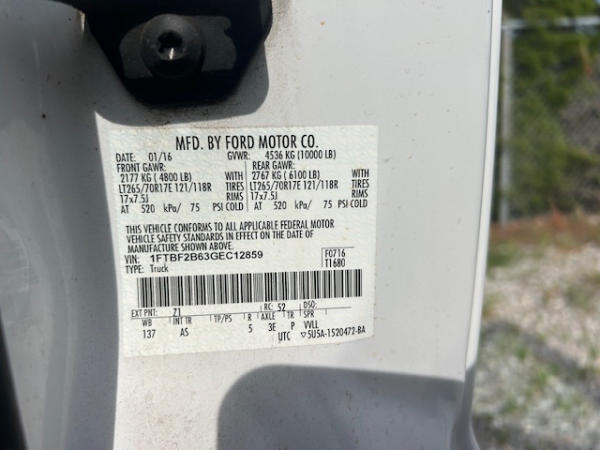 MFD. BY FORD MOTOR CO.
DATE: 01/16 GVWR: 4536 KG (10000 LB)
FRONT GAWR: REAR GAWR:
2177 KG ( 4800 LB) 2767 KG ( 6100 LB)
LT265/70R17E 121/118R TIRES LT265/70R17E 121/118R TIRES
17x7.5J RIMS 17x7.5J RIMS
AT 520 kPa/ 75 PSI COLD AT 520 kPa/ 75 PSI COLD
THIS VEHICLE CONFORMS TO ALL APPLICABLE FEDERAL MOTOR
VEHICLE SAFETY STANDARDS IN EFFECT ON THE DATE OF
MANUFACTURE SHOWN ABOVE.
VIN: 1FTBF2B63GEC12859 F0716
TYPE: Truck T1680
EXT PNT: Z1 RC: 52 DSO:
WB INT TR TP/PS R AXLE TR SPR
137 AS 5 3E P VVLL
UTC ▽5U5A-1520472-BA